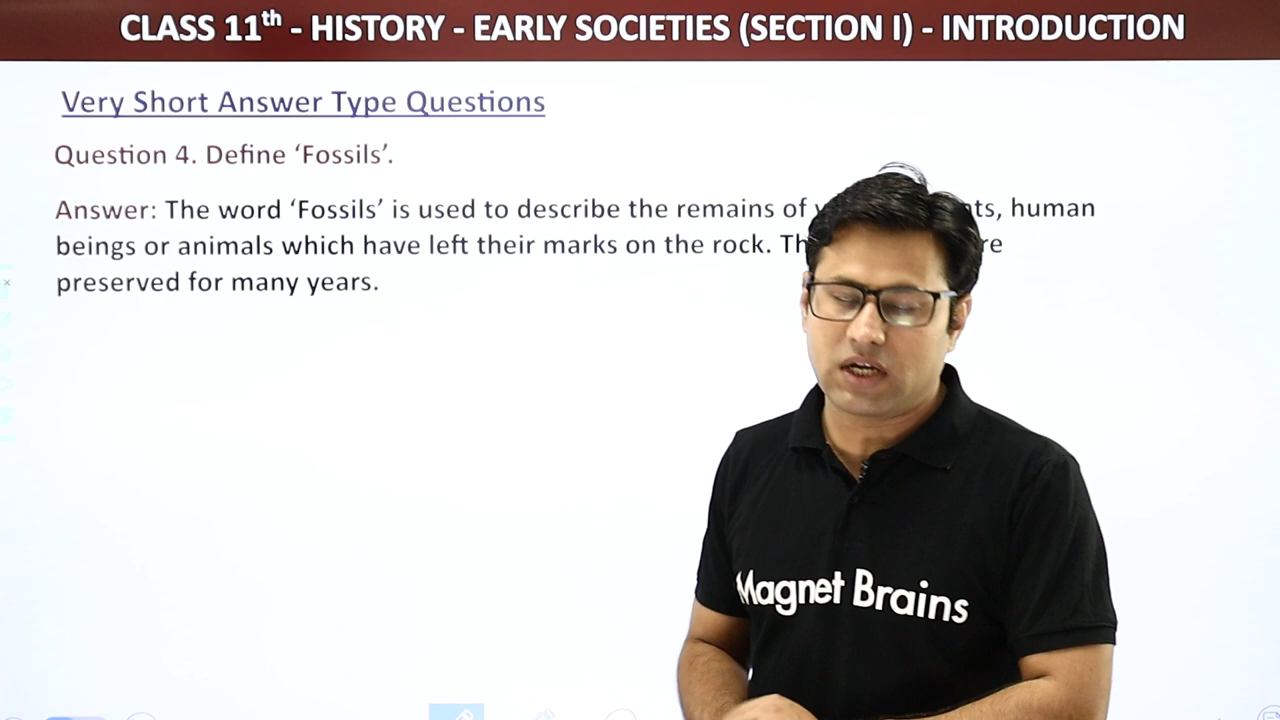 CLASS 11th - HISTORY - EARLY SOCIETIES (SECTION I) - INTRODUCTION
Very Short Answer Type Questions
Question 4. Define ‘Fossils’.
Answer: The word ‘Fossils’ is used to describe the remains of human
beings or animals which have left their marks on the rock.
preserved for many years.
Magnet Brains